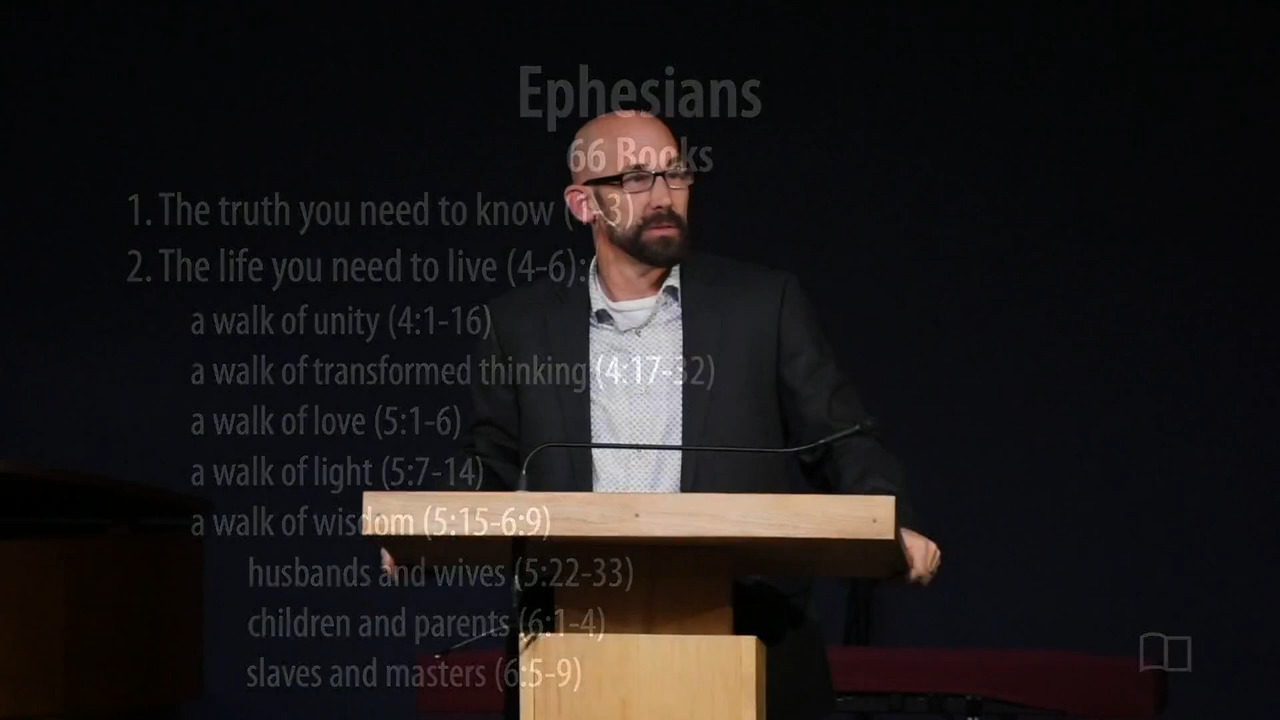 Ephesians
66 Books
1. The truth you need to know (1-3)
2. The life you need to live (4-6):
a walk of unity (4:1-16)
a walk of transformed thinking (4:17-32)
a walk of love (5:1-6)
a walk of light (5:7-14)
a walk of wisdom (5:15-6:9)
husbands and wives (5:22-33)
children and parents (6:1-4)
slaves and masters (6:5-9)